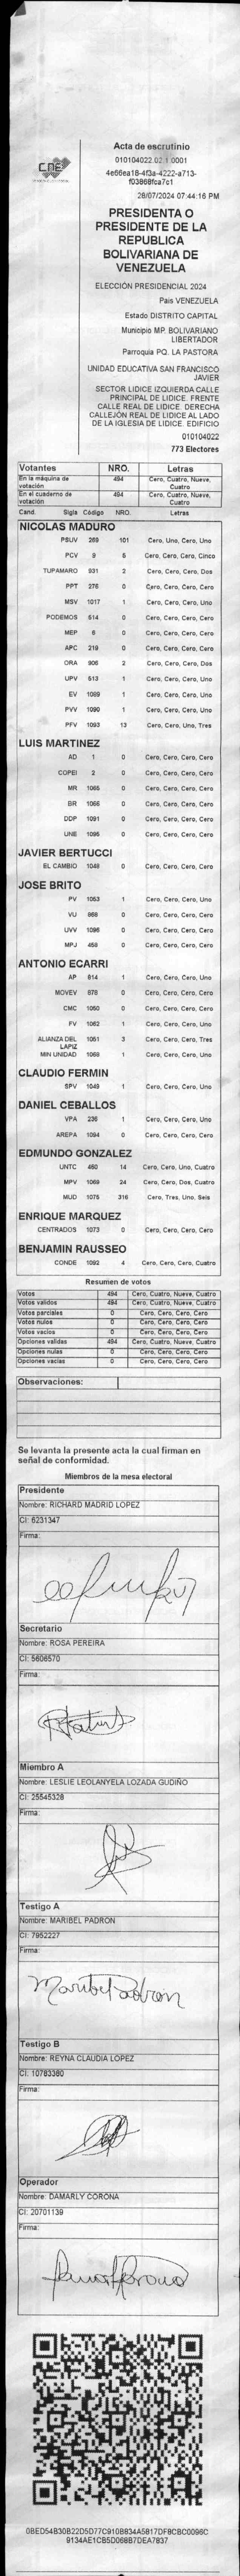 CNE
Acta de escrutinio
010104022.02.1.0001
4e66ea18-4f3a-4222-a713-
f03868fca7c1
28/07/2024 07:44:16 PM
PRESIDENTA O
PRESIDENTE DE LA
REPUBLICA
BOLIVARIANA DE
VENEZUELA
ELECCIÓN PRESIDENCIAL 2024
Pais VENEZUELA
Estado DISTRITO CAPITAL
Municipio MP. BOLIVARIANO
LIBERTADOR
Parroquia PQ. LA PASTORA
UNIDAD EDUCATIVA SAN FRANCISCO
JAVIER
SECTOR LIDICE IZQUIERDA CALLE
PRINCIPAL DE LIDICE. FRENTE
CALLE REAL DE LIDICE. DERECHA
CALLEJÓN REAL DE LIDICE AL LADO
DE LA IGLESIA DE LIDICE. EDIFICIO
010104022
773 Electores
Votantes NRO. Letras
En la máquina de votación 494 Cero, Cuatro, Nueve, Cuatro
En el cuaderno de votación 494 Cero, Cuatro, Nueve, Cuatro
Cand. Sigla Código NRO. Letras
NICOLAS MADURO
PSUV 269 101 Cero, Uno, Cero, Uno
PCV 9 5 Cero, Cero, Cero, Cinco
TUPAMARO 931 2 Cero, Cero, Cero, Dos
PPT 276 0 Cero, Cero, Cero, Cero
MSV 1017 1 Cero, Cero, Cero, Uno
PODEMOS 514 0 Cero, Cero, Cero, Cero
MEP 6 0 Cero, Cero, Cero, Cero
APC 219 0 Cero, Cero, Cero, Cero
ORA 906 2 Cero, Cero, Cero, Dos
UPV 513 1 Cero, Cero, Cero, Uno
EV 1089 1 Cero, Cero, Cero, Uno
PVV 1090 1 Cero, Cero, Cero, Uno
PFV 1093 13 Cero, Cero, Uno, Tres
LUIS MARTINEZ
AD 1 0 Cero, Cero, Cero, Cero
COPEI 2 0 Cero, Cero, Cero, Cero
MR 1065 0 Cero, Cero, Cero, Cero
BR 1066 0 Cero, Cero, Cero, Cero
DDP 1091 0 Cero, Cero, Cero, Cero
UNE 1095 0 Cero, Cero, Cero, Cero
JAVIER BERTUCCI
EL CAMBIO 1048 0 Cero, Cero, Cero, Cero
JOSE BRITO
PV 1053 1 Cero, Cero, Cero, Uno
VU 868 0 Cero, Cero, Cero, Cero
UVV 1096 0 Cero, Cero, Cero, Cero
MPJ 458 0 Cero, Cero, Cero, Cero
ANTONIO ECARRI
AP 614 1 Cero, Cero, Cero, Uno
MOVEV 878 0 Cero, Cero, Cero, Cero
CMC 1050 0 Cero, Cero, Cero, Cero
FV 1062 1 Cero, Cero, Cero, Uno
ALIANZA DEL LAPIZ 1051 3 Cero, Cero, Cero, Tres
MIN UNIDAD 1068 1 Cero, Cero, Cero, Uno
CLAUDIO FERMIN
SPV 1049 1 Cero, Cero, Cero, Uno
DANIEL CEBALLOS
VPA 236 1 Cero, Cero, Cero, Uno
AREPA 1094 0 Cero, Cero, Cero, Cero
EDMUNDO GONZALEZ
UNTC 460 14 Cero, Cero, Uno, Cuatro
MPV 1069 24 Cero, Cero, Dos, Cuatro
MUD 1075 316 Cero, Tres, Uno, Seis
ENRIQUE MARQUEZ
CENTRADOS 1073 0 Cero, Cero, Cero, Cero
BENJAMIN RAUSSEO
CONDE 1092 4 Cero, Cero, Cero, Cuatro
Resumen de votos
Votos 494 Cero, Cuatro, Nueve, Cuatro
Votos validos 494 Cero, Cuatro, Nueve, Cuatro
Votos parciales 0 Cero, Cero, Cero, Cero
Votos nulos 0 Cero, Cero, Cero, Cero
Votos vacios 0 Cero, Cero, Cero, Cero
Opciones validas 494 Cero, Cuatro, Nueve, Cuatro
Opciones nulas 0 Cero, Cero, Cero, Cero
Opciones vacias 0 Cero, Cero, Cero, Cero
Observaciones:
Se levanta la presente acta la cual firman en
señal de conformidad.
Miembros de la mesa electoral
Presidente
Nombre: RICHARD MADRID LOPEZ
CI: 6231347
Firma:
Secretario
Nombre: ROSA PEREIRA
CI: 5606570
Firma:
Miembro A
Nombre: LESLIE LEOLANYELA LOZADA GUDIÑO
CI: 25545328
Firma:
Testigo A
Nombre: MARIBEL PADRON
CI: 7952227
Firma:
Maribel Padron
Testigo B
Nombre: REYNA CLAUDIA LOPEZ
CI: 10783360
Firma:
Operador
Nombre: DAMARLY CORONA
CI: 20701139
Firma:
0BED54B30B22D5D77C910B834A5817DF8CBC0096C
9134AE1CB5D068B7DEA7837